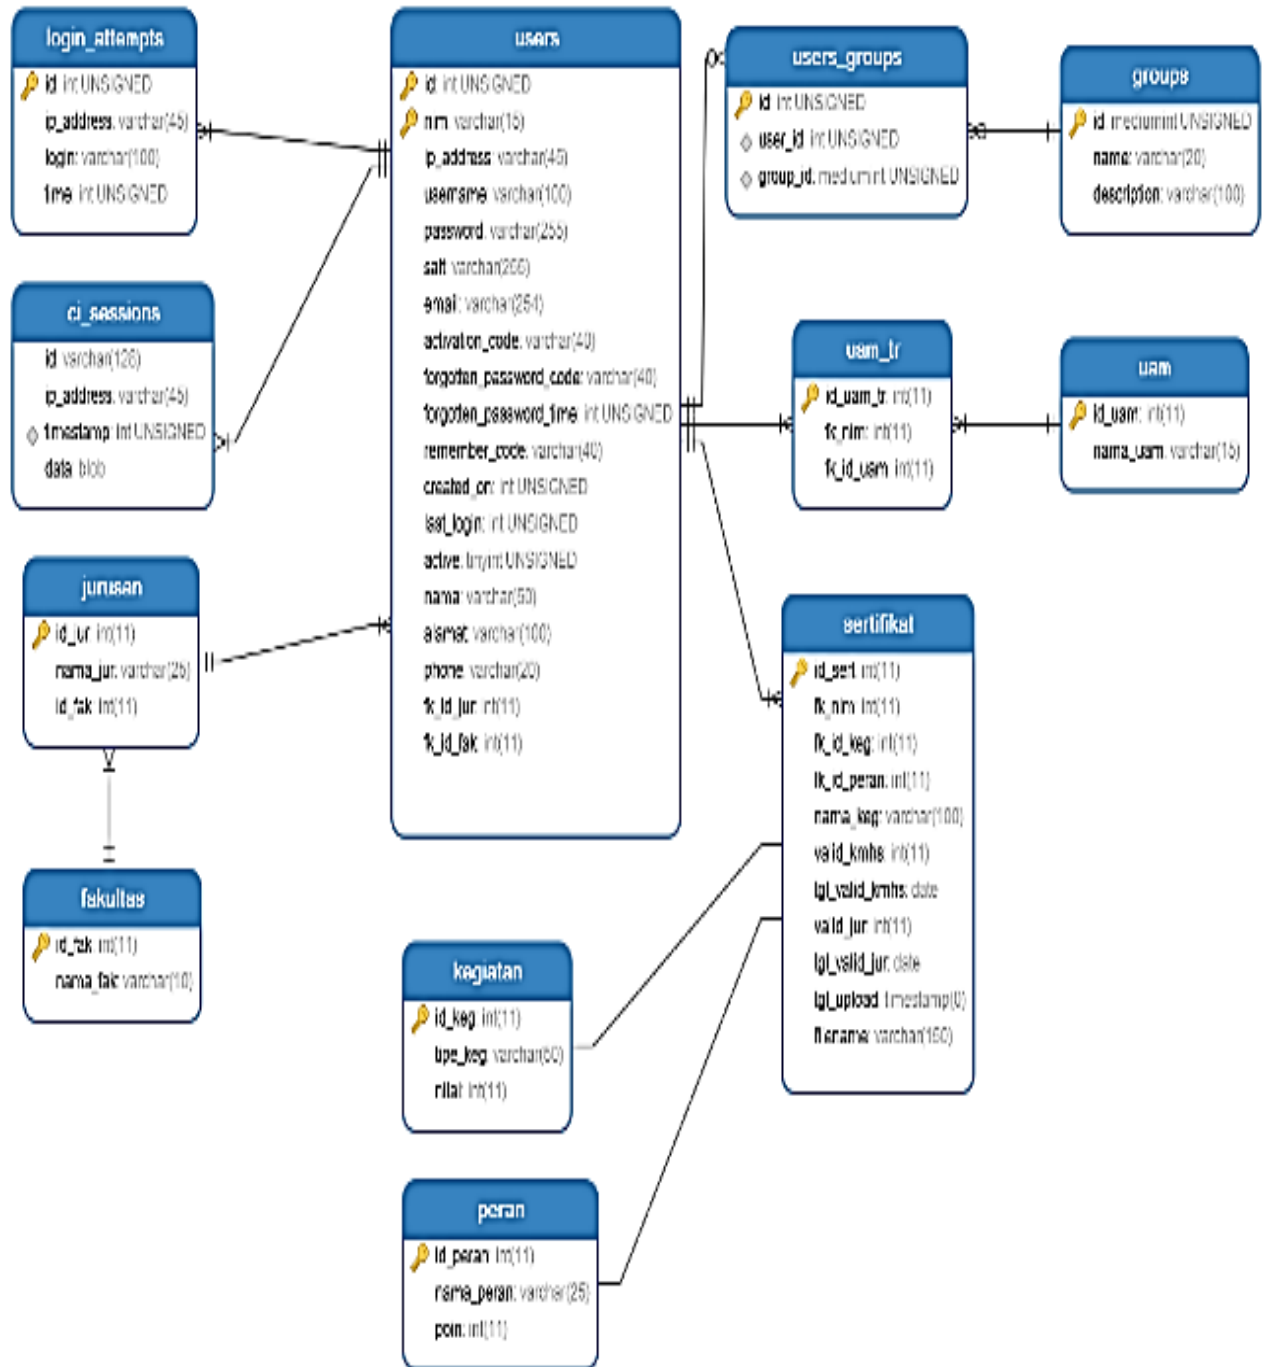 login_attempts
id: int UNSIGNED
ip_address: varchar(45)
login: varchar(100)
time: int UNSIGNED
ci_sessions
id: varchar(128)
ip_address: varchar(45)
timestamp: int UNSIGNED
data: blob
jurusan
id_jur: int(11)
nama_jur: varchar(25)
id_fak: int(11)
fakultas
id_fak: int(11)
nama_fak: varchar(10)
users
id: int UNSIGNED
nim: varchar(15)
ip_address: varchar(45)
username: varchar(100)
password: varchar(255)
salt: varchar(255)
email: varchar(254)
activation_code: varchar(40)
forgotten_password_code: varchar(40)
forgotten_password_time: int UNSIGNED
remember_code: varchar(40)
created_on: int UNSIGNED
last_login: int UNSIGNED
active: tinyint UNSIGNED
nama: varchar(50)
alamat: varchar(100)
phone: varchar(20)
fk_id_jur: int(11)
fk_id_fak: int(11)
kegiatan
id_keg: int(11)
tipe_keg: varchar(50)
nilai: int(11)
peran
id_peran: int(11)
nama_peran: varchar(25)
poin: int(11)
users_groups
id: int UNSIGNED
user_id: int UNSIGNED
group_id: mediumint UNSIGNED
groups
id: mediumint UNSIGNED
name: varchar(20)
description: varchar(100)
uam_tr
id_uam_tr: int(11)
fk_nim: int(11)
fk_id_uam: int(11)
uam
id_uam: int(11)
nama_uam: varchar(15)
sertifikat
id_sert: int(11)
fk_nim: int(11)
fk_id_keg: int(11)
fk_id_peran: int(11)
nama_keg: varchar(100)
valid_kmhs: int(11)
tgl_valid_kmhs: date
valid_jur: int(11)
tgl_valid_jur: date
tgl_upload: timestamp(0)
filename: varchar(150)